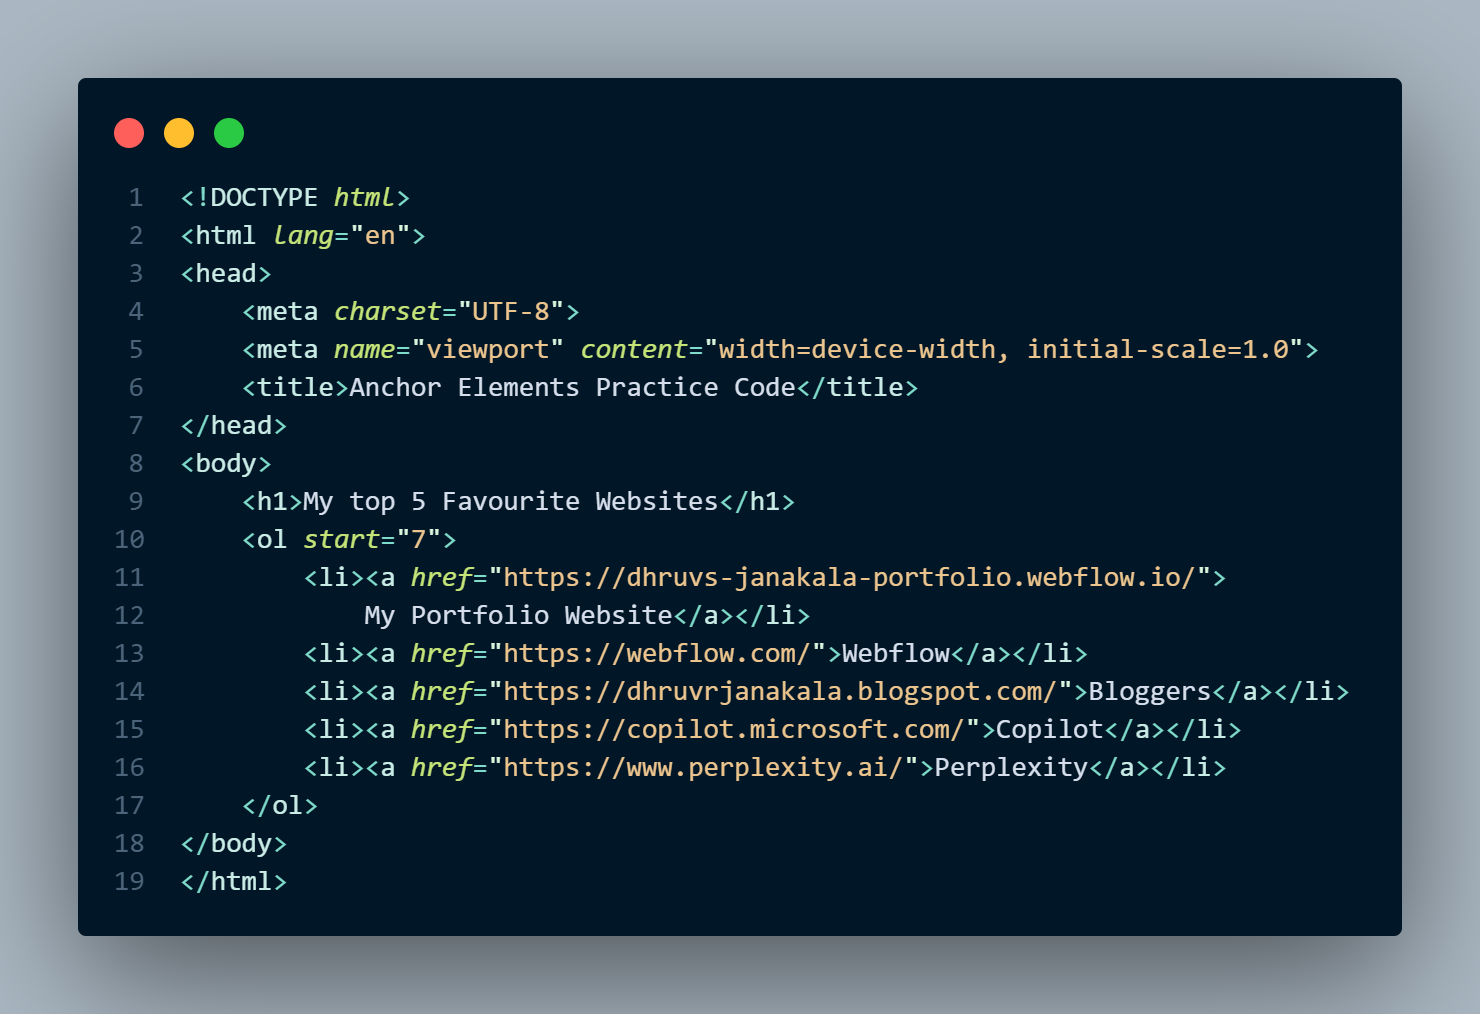 1 <!DOCTYPE html>
2 <html lang="en">
3 <head>
4     <meta charset="UTF-8">
5     <meta name="viewport" content="width=device-width, initial-scale=1.0">
6     <title>Anchor Elements Practice Code</title>
7 </head>
8 <body>
9     <h1>My top 5 Favourite Websites</h1>
10     <ol start="7">
11         <li><a href="https://dhruvs-janakala-portfolio.webflow.io/">
12             My Portfolio Website</a></li>
13         <li><a href="https://webflow.com/">Webflow</a></li>
14         <li><a href="https://dhruvrjanakala.blogspot.com/">Bloggers</a></li>
15         <li><a href="https://copilot.microsoft.com/">Copilot</a></li>
16         <li><a href="https://www.perplexity.ai/">Perplexity</a></li>
17     </ol>
18 </body>
19 </html>